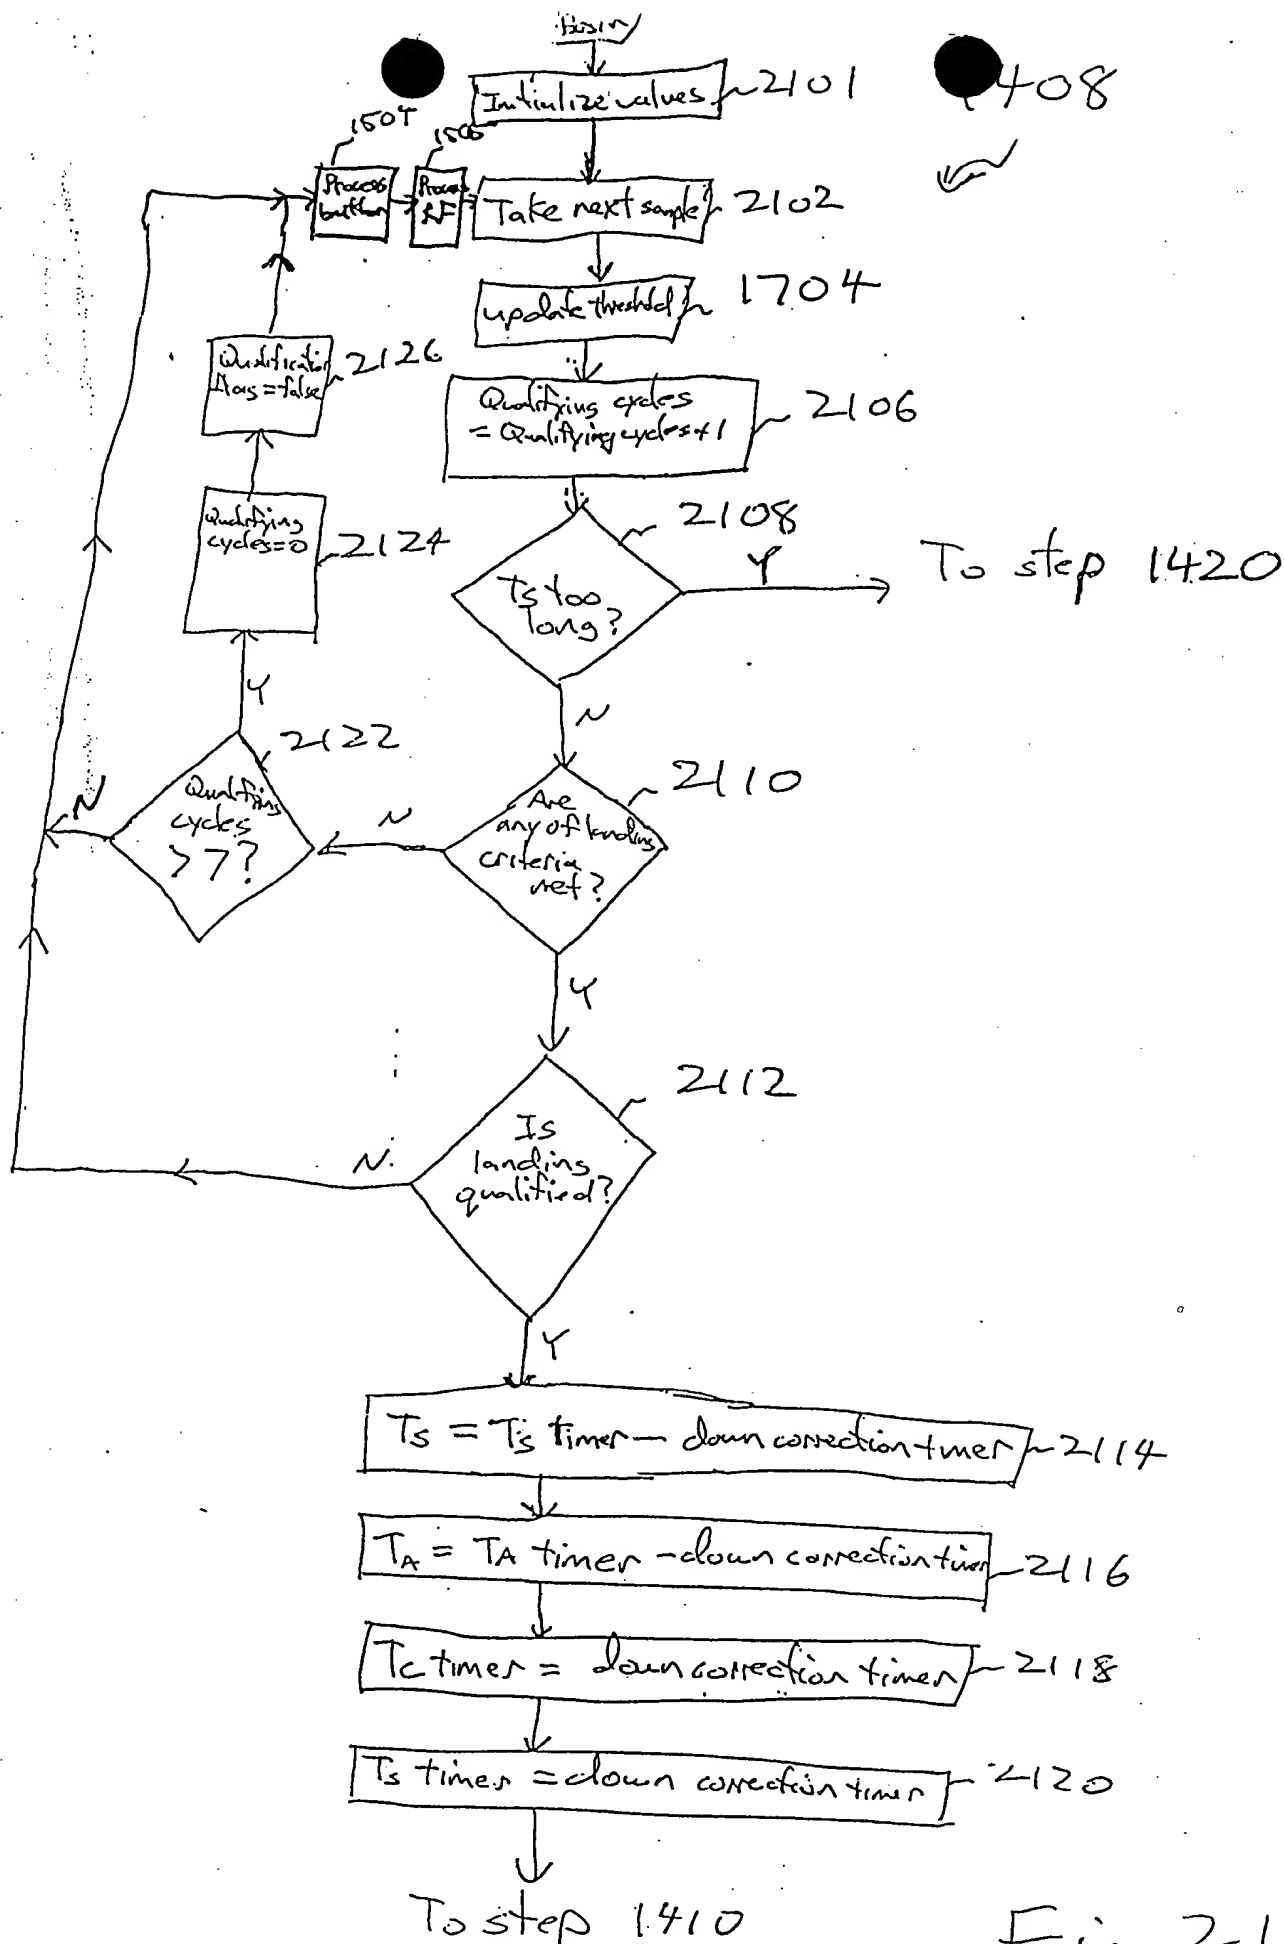 Begin
Initialize values
2101
1408
1504
1506
Process
button
Process
RF
Take next sample
2102
update threshold
1704
Qualification
flag = false
2126
Qualifying cycles
= Qualifying cycles + 1
2106
Qualifying
cycles = 0
2124
2108
Ts too
long?
Y
To step 1420
N
Y
2122
Qualifying
cycles
> 7?
N
N
2110
Are
any of landing
criteria
met?
Y
2112
Is
landing
qualified?
N
Y
Ts = Ts timer - down correction timer
2114
TA = TA timer - down correction timer
2116
Tc timer = down correction timer
2118
Ts timer = down correction timer
2120
To step 1410